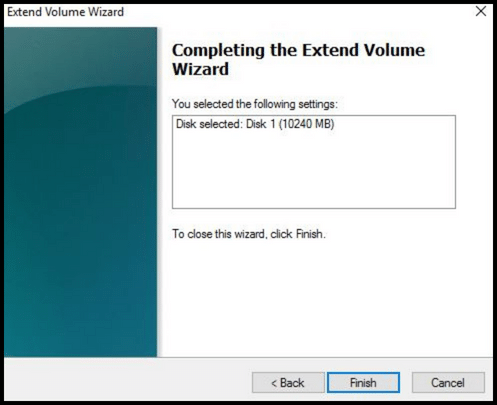 Extend Volume Wizard
Completing the Extend Volume
Wizard
You selected the following settings:
Disk selected: Disk 1 (10240 MB)
To close this wizard, click Finish.
< Back
Finish
Cancel